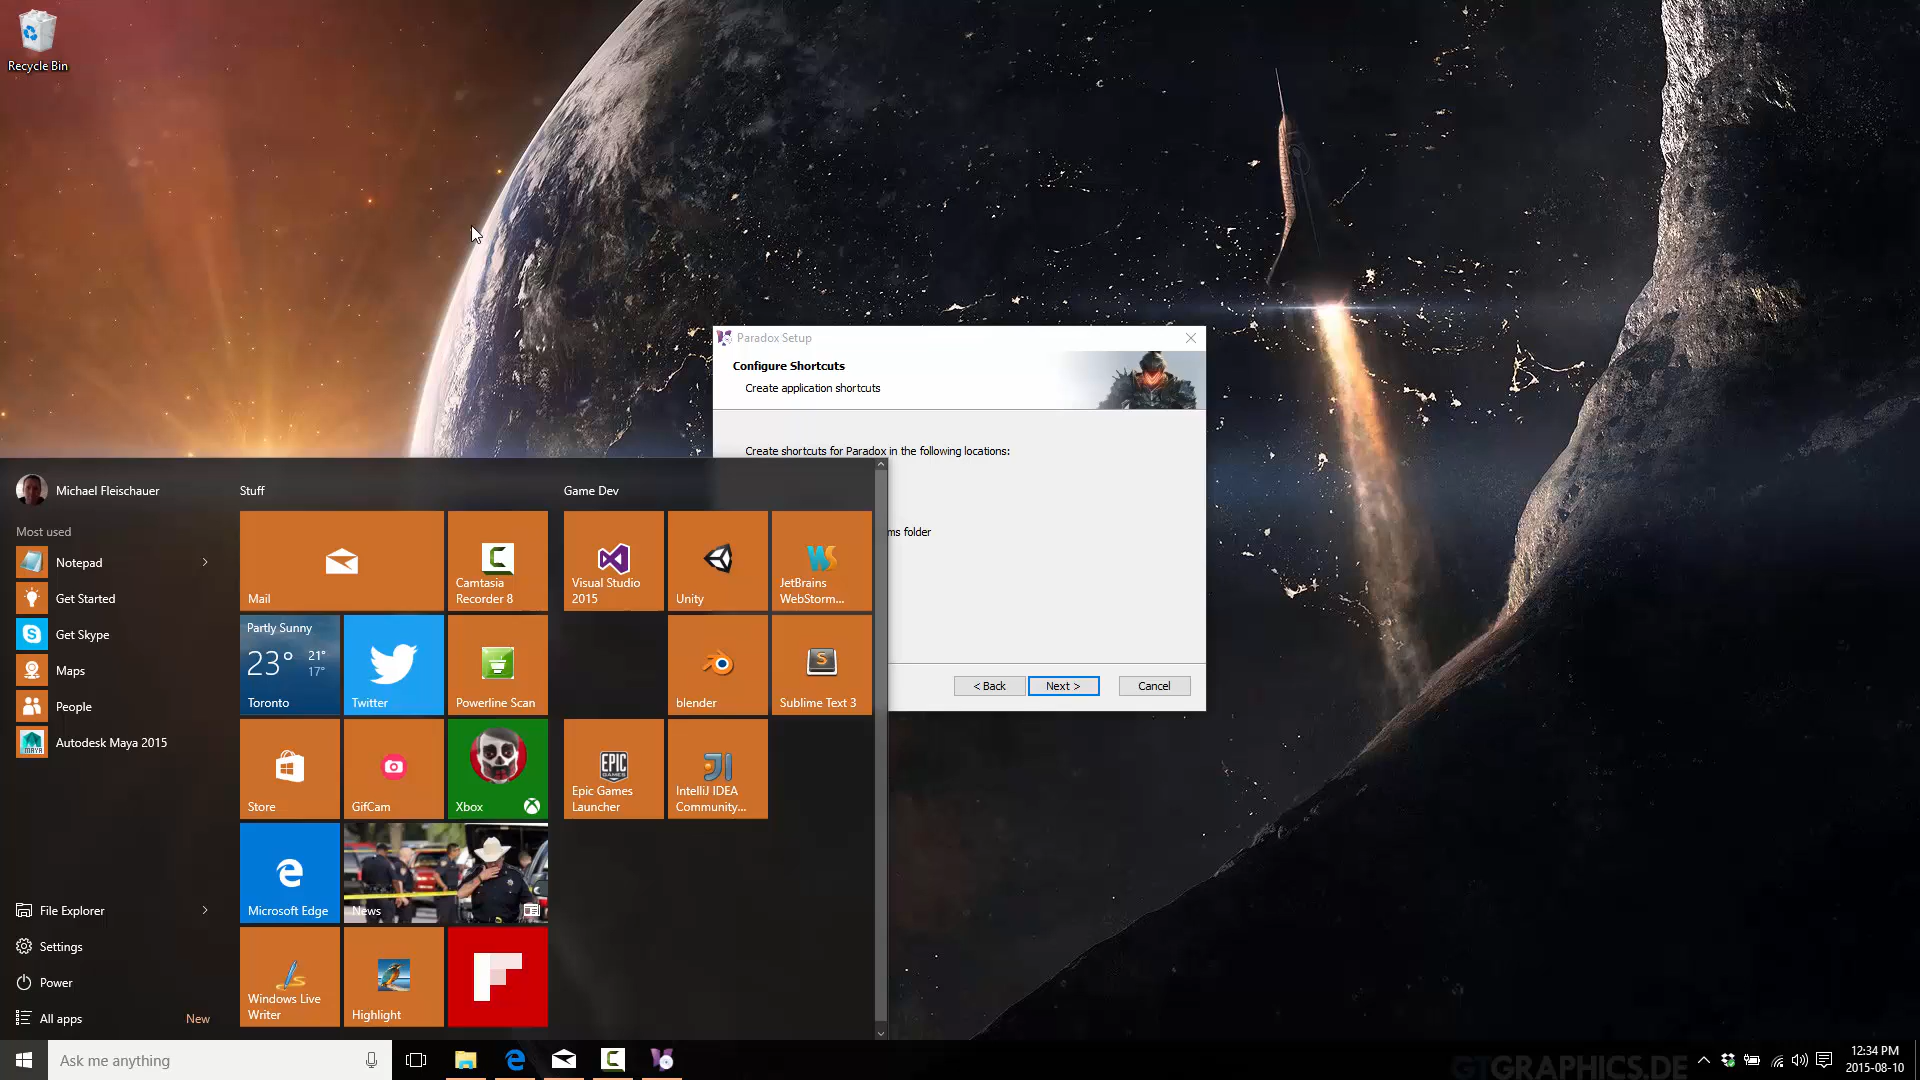 Recycle Bin
Paradox Setup
Configure Shortcuts
Create application shortcuts
Create shortcuts for Paradox in the following locations:
ms folder
< Back
Next >
Cancel
Michael Fleischauer
Most used
Notepad
Get Started
Get Skype
Maps
People
Autodesk Maya 2015
File Explorer
Settings
Power
All apps
New
Stuff
Mail
Camtasia
Recorder 8
Partly Sunny
23°
21°
17°
Toronto
Twitter
Powerline Scan
Store
GifCam
Xbox
Microsoft Edge
News
Windows Live
Writer
Highlight
Game Dev
Visual Studio
2015
Unity
WS
JetBrains
WebStorm...
blender
S
Sublime Text 3
EPIC
GAMES
Epic Games
Launcher
JI
IntelliJ IDEA
Community...
MAYA
Ask me anything
GTGRAPHICS.DE
12:34 PM
2015-08-10